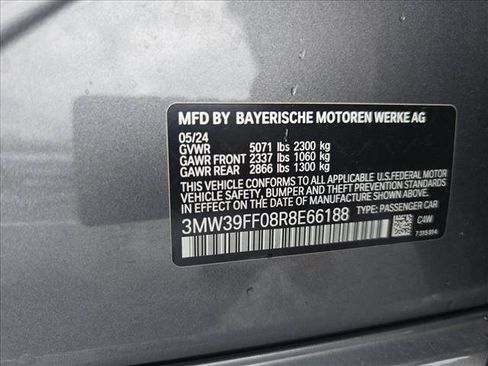 MFD BY BAYERISCHE MOTOREN WERKE AG
05/24
GVWR 5071 lbs 2300 kg
GAWR FRONT 2337 lbs 1060 kg
GAWR REAR 2866 lbs 1300 kg
THIS VEHICLE CONFORMS TO ALL APPLICABLE U.S.FEDERAL MOTOR
VEHICLE SAFETY, BUMPER, AND THEFT PREVENTION STANDARDS
IN EFFECT ON THE DATE OF MANUFACTURE SHOWN ABOVE.
3MW39FF08R8E66188 TYPE: PASSENGER CAR
C4W
7315814